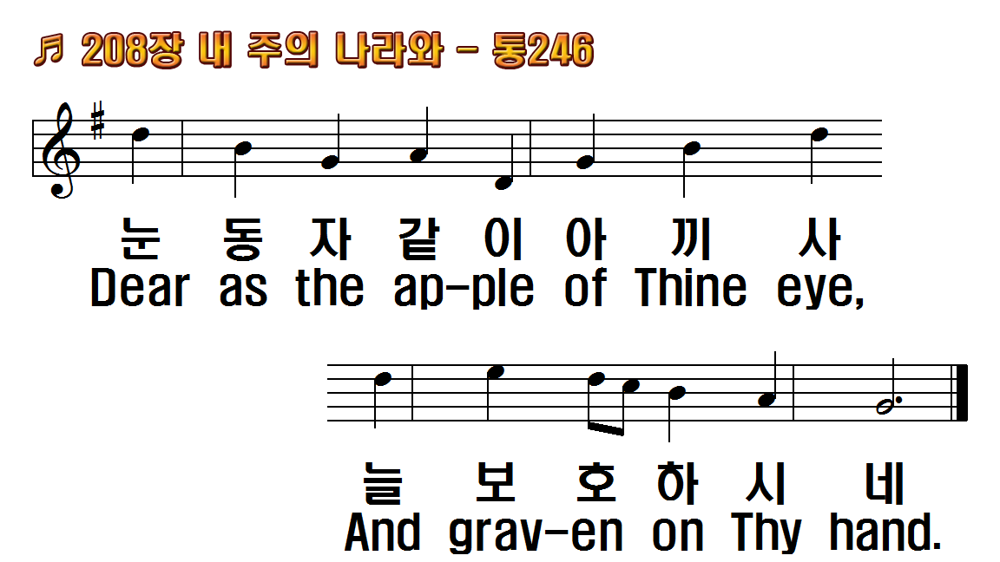 ♬ 208장 내 주의 나라와 - 통246
눈 동 자 같 이 아 끼 사
Dear as the ap-ple of Thine eye,
늘 보 호 하 시 네
And grav-en on Thy hand.